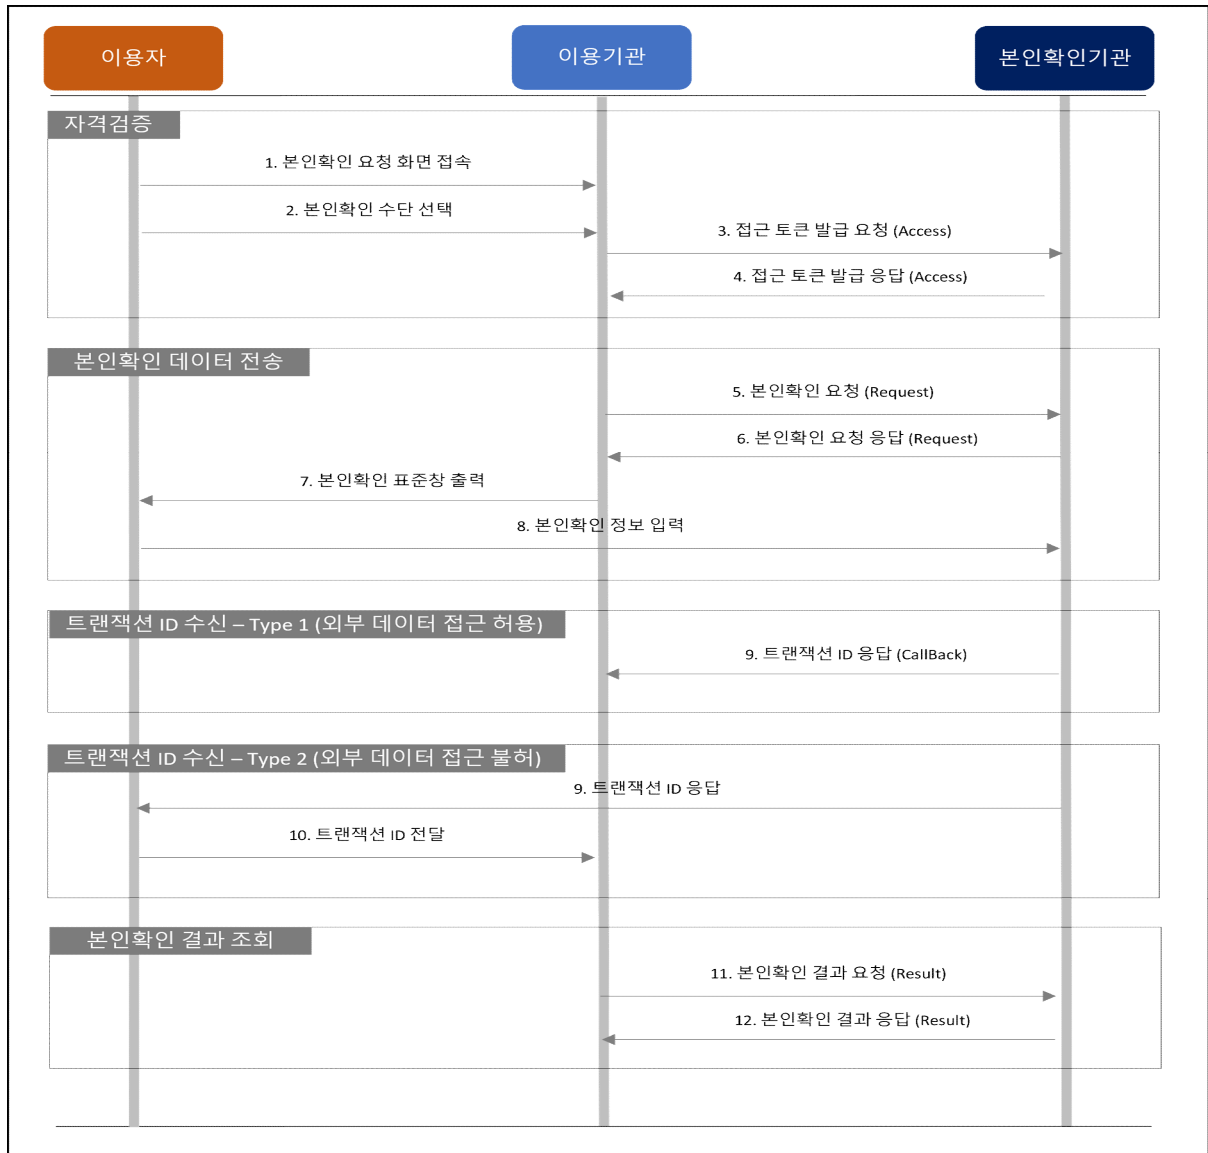 이용자
이용기관
본인확인기관
자격검증
1. 본인확인 요청 화면 접속
2. 본인확인 수단 선택
3. 접근 토큰 발급 요청 (Access)
4. 접근 토큰 발급 응답 (Access)
본인확인 데이터 전송
5. 본인확인 요청 (Request)
6. 본인확인 요청 응답 (Request)
7. 본인확인 표준창 출력
8. 본인확인 정보 입력
트랜잭션 ID 수신 – Type 1 (외부 데이터 접근 허용)
9. 트랜잭션 ID 응답 (CallBack)
트랜잭션 ID 수신 – Type 2 (외부 데이터 접근 불허)
9. 트랜잭션 ID 응답
10. 트랜잭션 ID 전달
본인확인 결과 조회
11. 본인확인 결과 요청 (Result)
12. 본인확인 결과 응답 (Result)